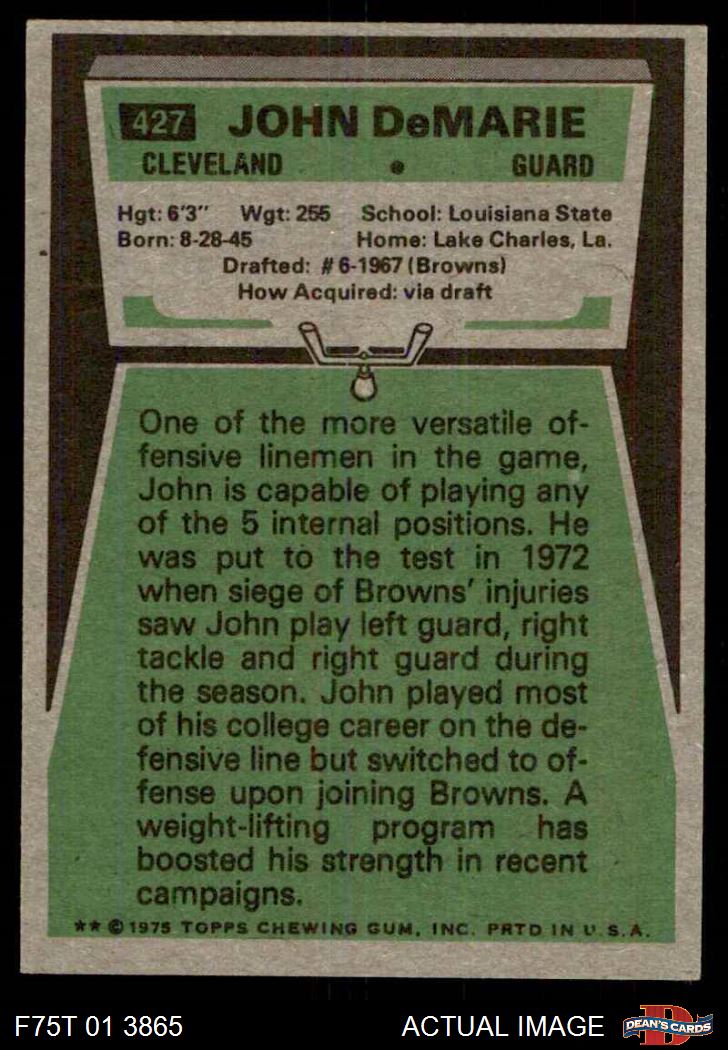 427 JOHN DeMARIE
CLEVELAND • GUARD
Hgt: 6'3" Wgt: 255 School: Louisiana State
Born: 8-28-45 Home: Lake Charles, La.
Drafted: #6-1967 (Browns)
How Acquired: via draft
One of the more versatile of-
fensive linemen in the game,
John is capable of playing any
of the 5 internal positions. He
was put to the test in 1972
when siege of Browns' injuries
saw John play left guard, right
tackle and right guard during
the season. John played most
of his college career on the de-
fensive line but switched to of-
fense upon joining Browns. A
weight-lifting program has
boosted his strength in recent
campaigns.
** © 1975 TOPPS CHEWING GUM, INC. PRTD IN U.S.A.
F75T 01 3865 ACTUAL IMAGE D DEAN'S CARDS